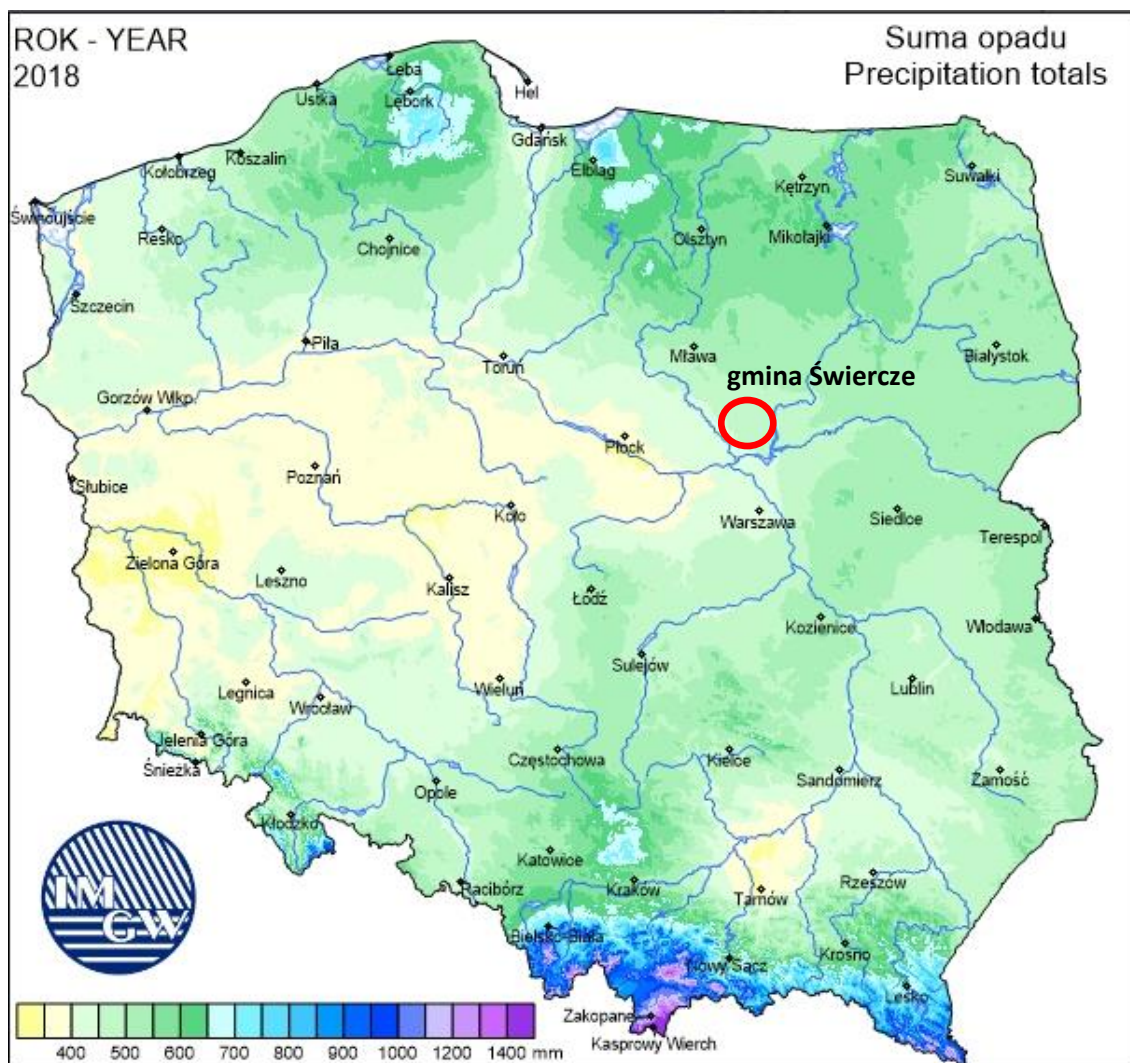 ROK - YEAR
2018
Suma opadu
Precipitation totals
Łeba
Hel
Ustka
Lębork
Gdańsk
Koszalin
Kołobrzeg
Elbląg
Kętrzyn
Suwałki
Świnoujście
Resko
Chojnice
Olsztyn
Mikołajki
Szczecin
Piła
Toruń
Mława
Białystok
gmina Świercze
Gorzów Wlkp.
Płock
Poznań
Słubice
Koło
Warszawa
Siedlce
Terespol
Zielona Góra
Leszno
Kalisz
Łódź
Kozienice
Włodawa
Sulejów
Legnica
Wrocław
Wieluń
Lublin
Jelenia Góra
Śnieżka
Częstochowa
Kielce
Sandomierz
Zamość
Opole
Kłodzko
Katowice
Racibórz
Kraków
Tarnów
Rzeszów
IM
GW
Bielsko-Biała
Nowy Sącz
Krosno
Lesko
Zakopane
Kasprowy Wierch
400 500 600 700 800 900 1000 1200 1400 mm